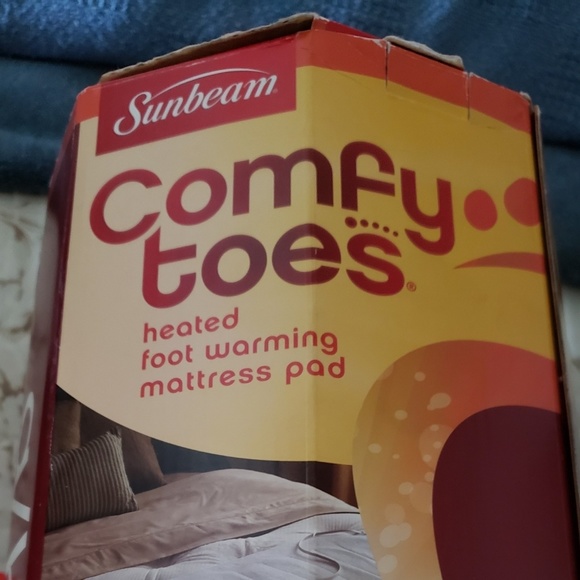 Sunbeam
Comfy
toes®
heated
foot warming
mattress pad